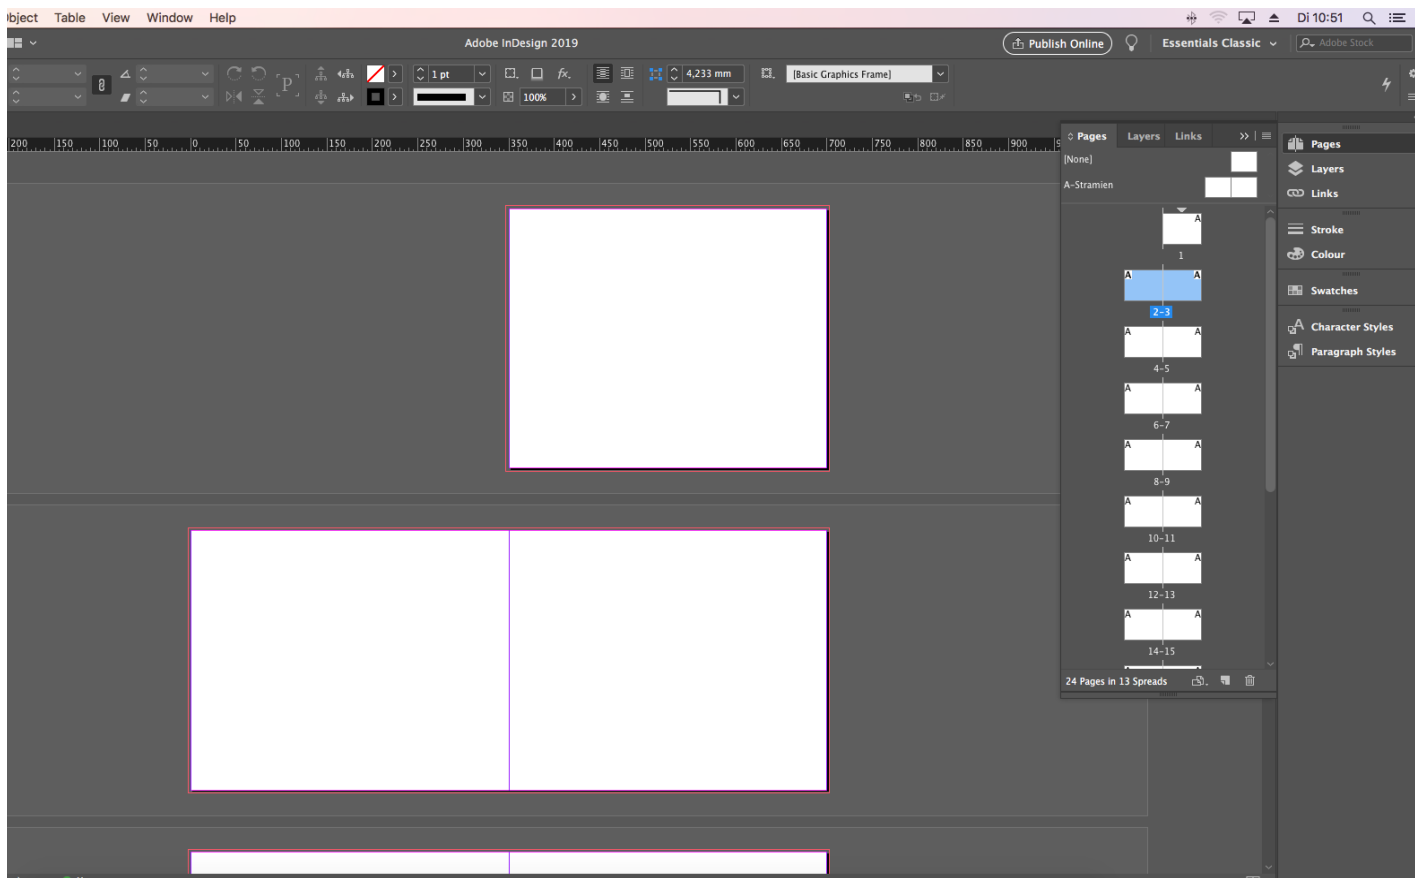 Object Table View Window Help Di 10:51
Adobe InDesign 2019 Publish Online Essentials Classic Adobe Stock
1 pt 4,233 mm [Basic Graphics Frame]
100%
200 150 100 50 0 50 100 150 200 250 300 350 400 450 500 550 600 650 700 750 800 850 900
Pages Layers Links
[None]
A-Stramien
A
1
A A
2-3
A A
4-5
A A
6-7
A A
8-9
A A
10-11
A A
12-13
A A
14-15
24 Pages in 13 Spreads
Pages
Layers
Links
Stroke
Colour
Swatches
Character Styles
Paragraph Styles